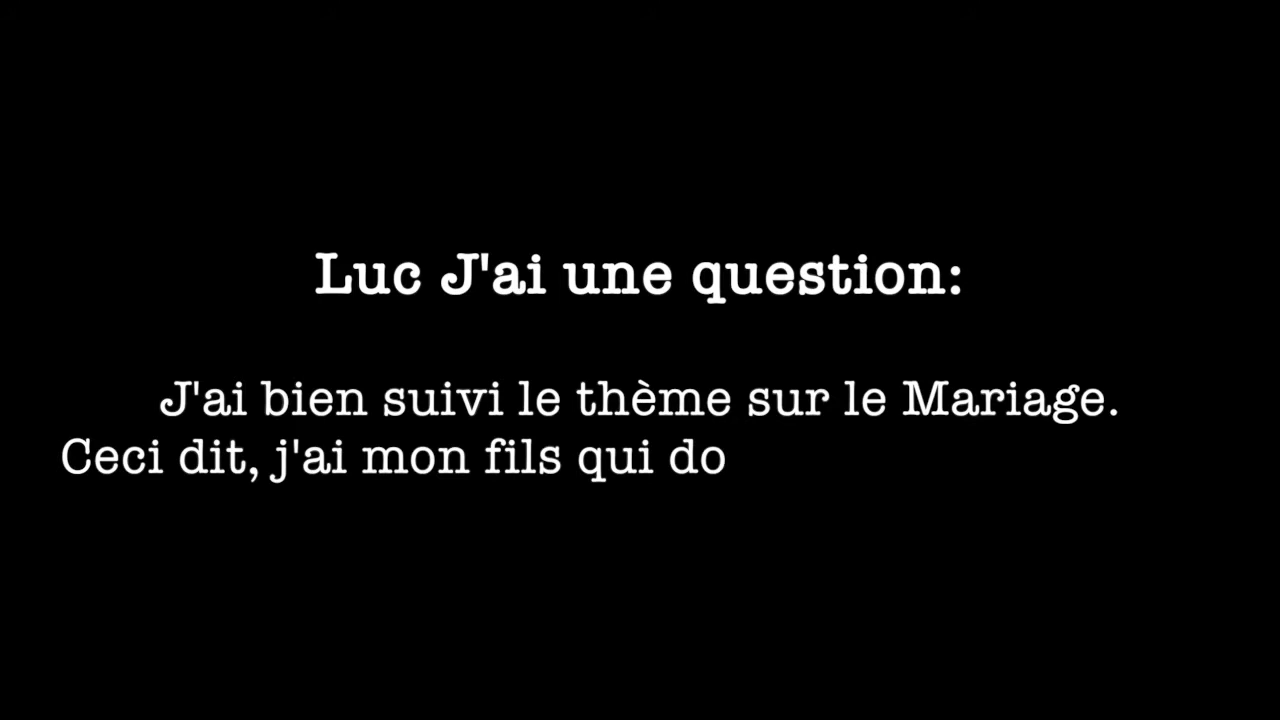 Luc J'ai une question:
J'ai bien suivi le thème sur le Mariage.
Ceci dit, j'ai mon fils qui do